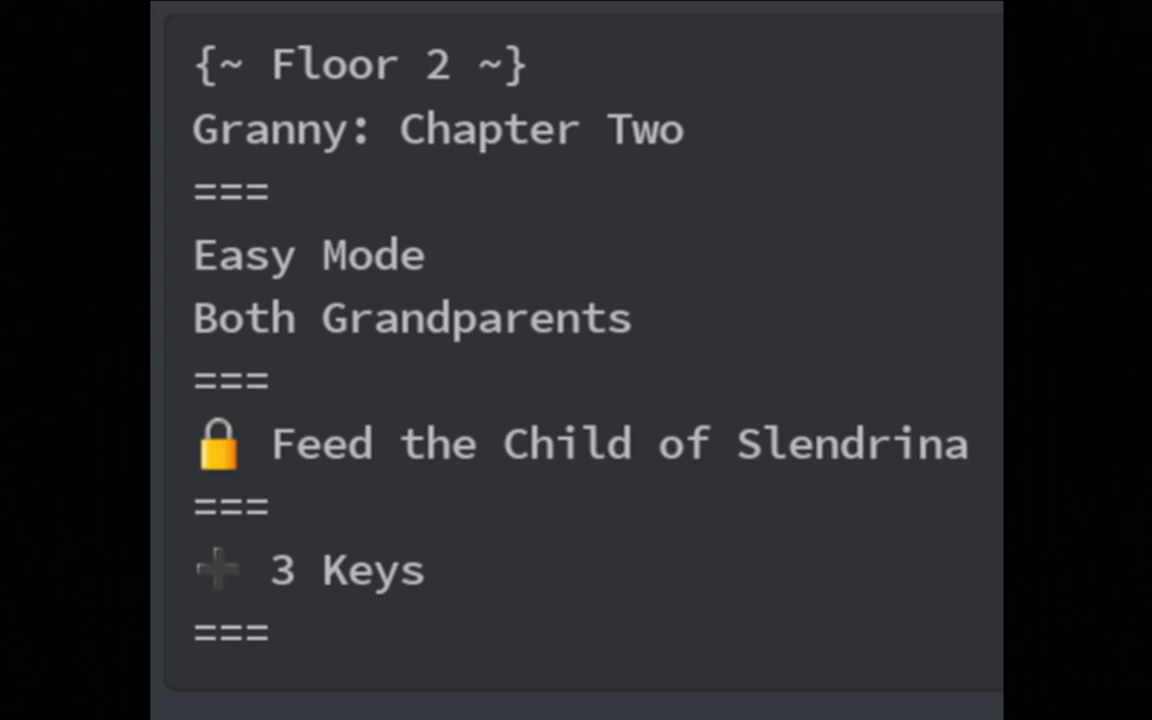 {~ Floor 2 ~}
Granny: Chapter Two
===
Easy Mode
Both Grandparents
===
🔒 Feed the Child of Slendrina
===
➕ 3 Keys
===